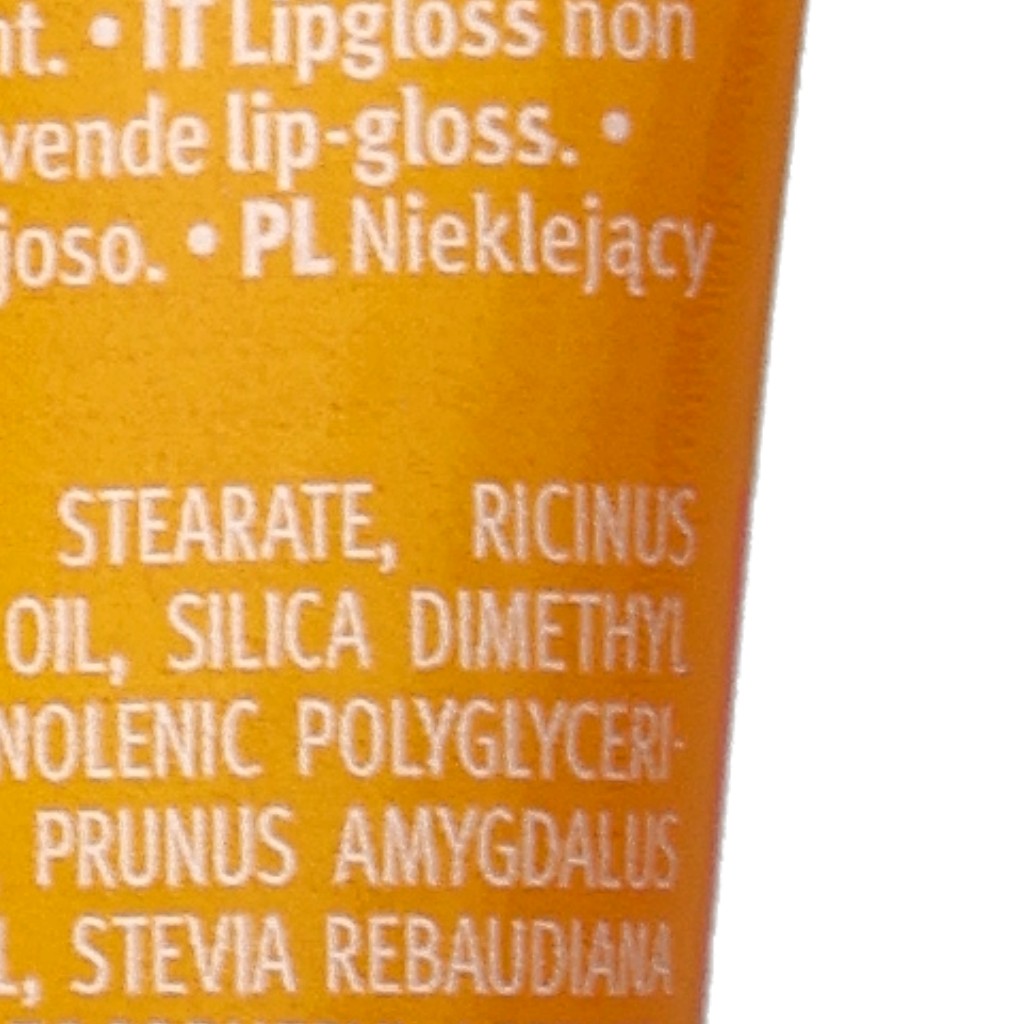 nt. • IT Lipgloss non
vende lip-gloss. •
joso. • PL Nieklejący
STEARATE, RICINUS
OIL, SILICA DIMETHYL
NOLENIC POLYGLYCERI-
PRUNUS AMYGDALUS
L, STEVIA REBAUDIANA